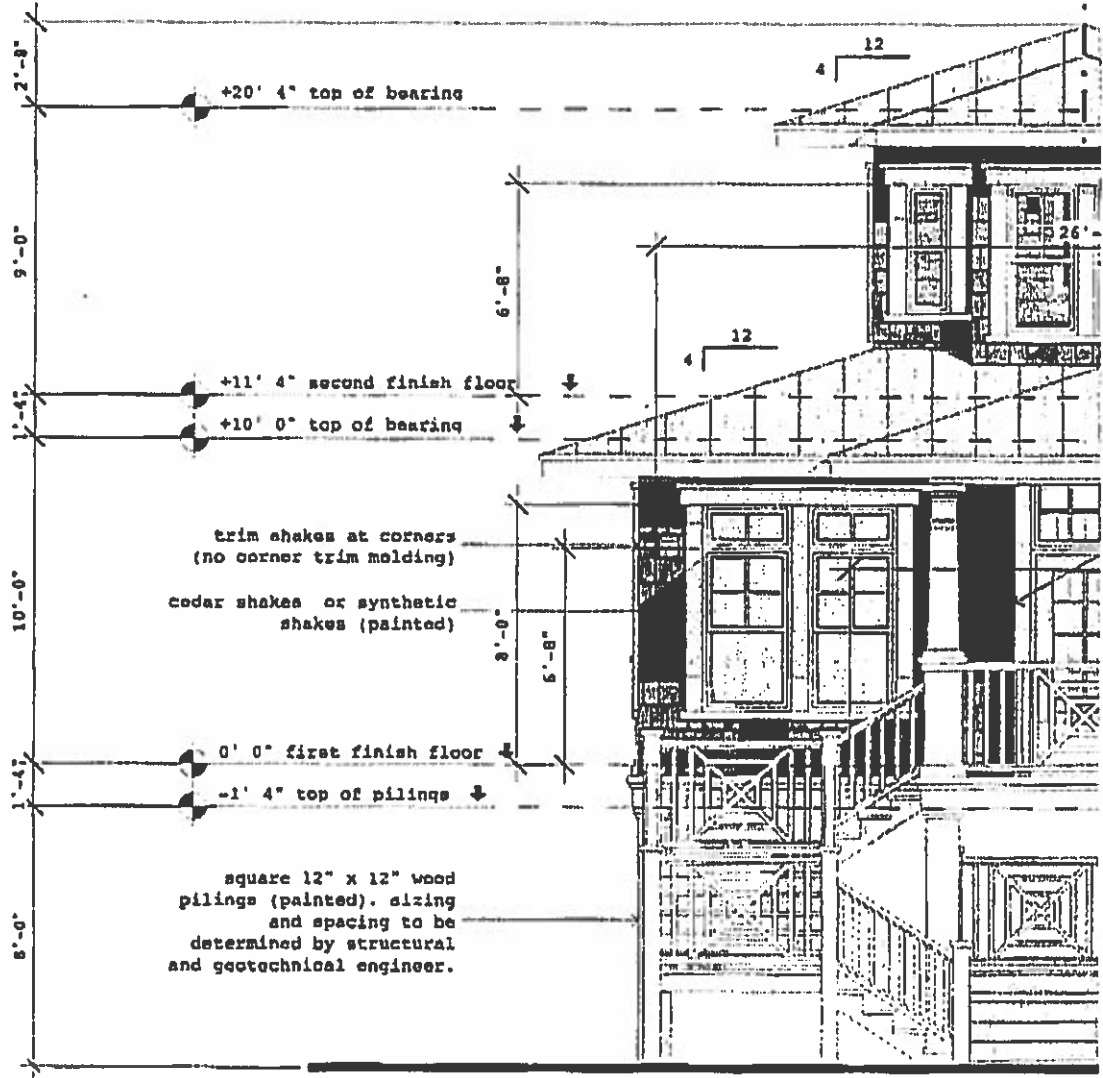 12
4
2'-8"
+20' 4" top of bearing
9'-0"
6'-8"
26'-
12
4
+11' 4" second finish floor
1'-4"
+10' 0" top of bearing
trim shakes at corners
(no corner trim molding)
cedar shakes or synthetic
shakes (painted)
10'-0"
8'-0"
6'-8"
0' 0" first finish floor
1'-4"
-1' 4" top of pilings
square 12" x 12" wood
pilings (painted). sizing
and spacing to be
determined by structural
and geotechnical engineer.
8'-0"